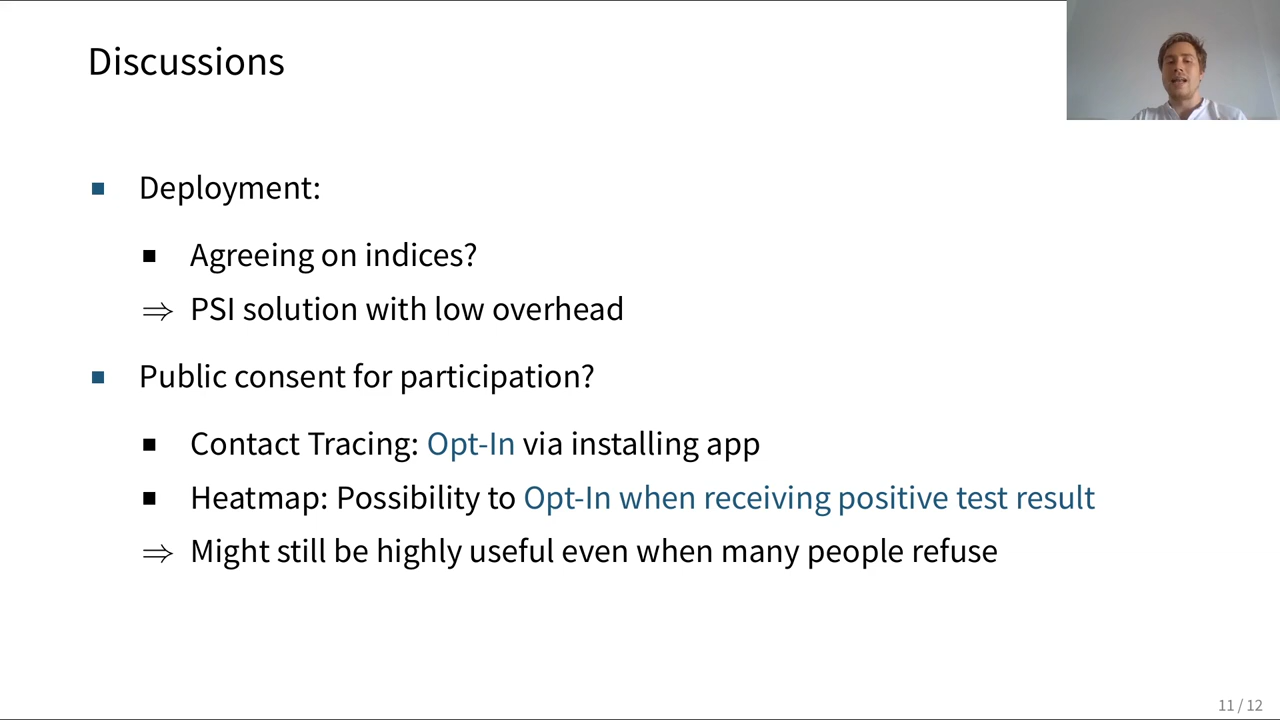 Discussions
Deployment:
Agreeing on indices?
⇒ PSI solution with low overhead
Public consent for participation?
Contact Tracing: Opt-In via installing app
Heatmap: Possibility to Opt-In when receiving positive test result
⇒ Might still be highly useful even when many people refuse
11 / 12